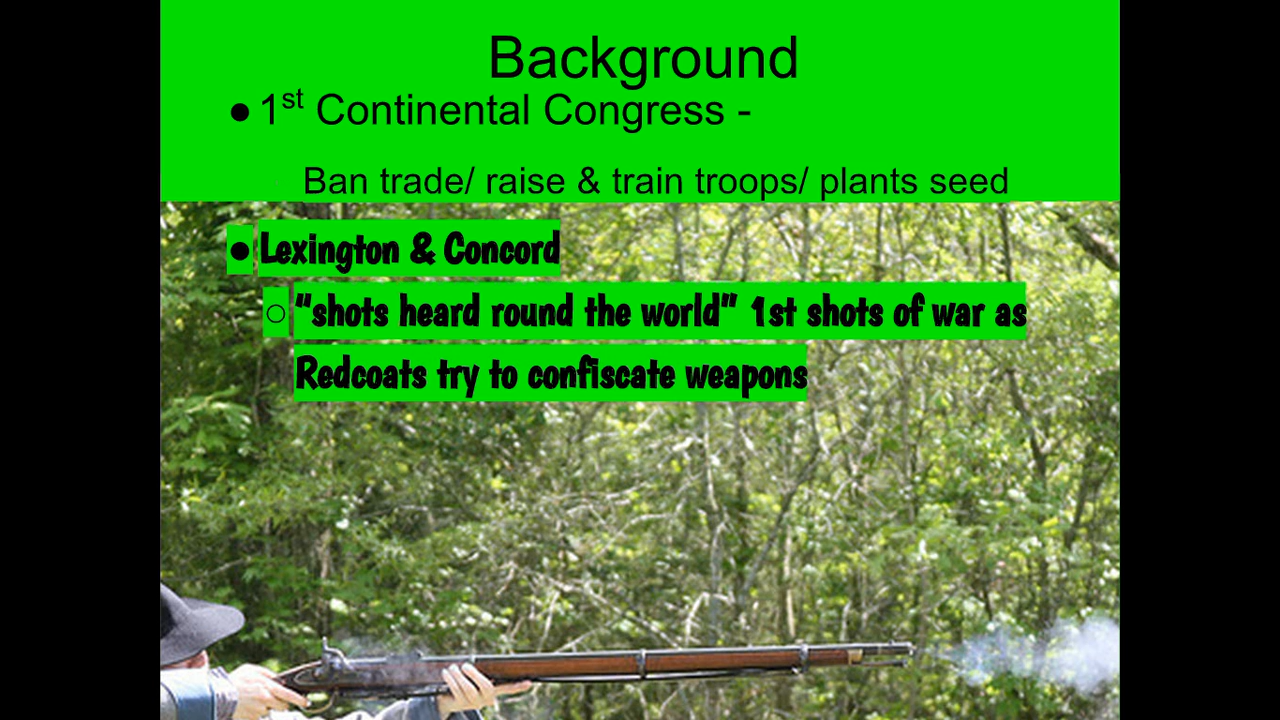 Background
● 1st Continental Congress -
Ban trade/ raise & train troops/ plants seed
● Lexington & Concord
○ “shots heard round the world” 1st shots of war as
Redcoats try to confiscate weapons